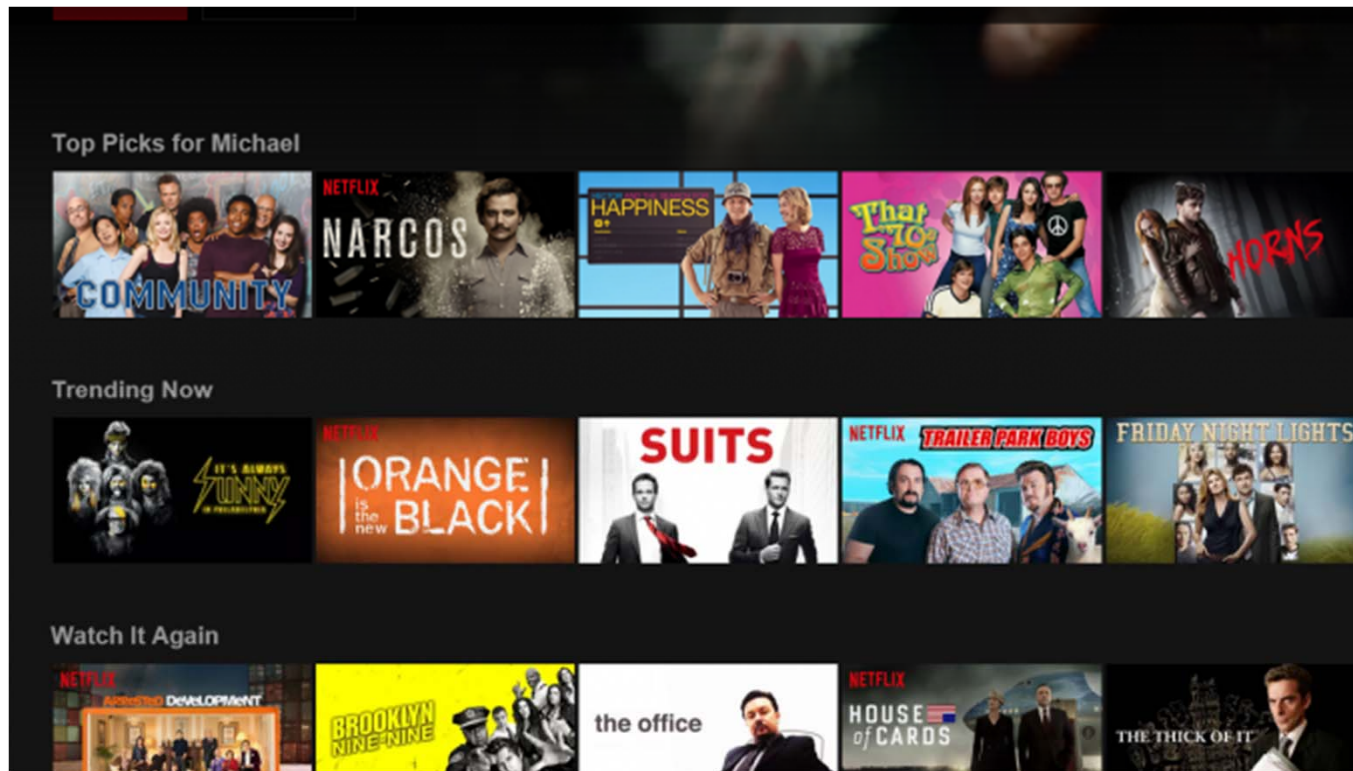 Top Picks for Michael
COMMUNITY
NETFLIX
NARCOS
HAPPINESS
That
'70s
Show
HORNS
Trending Now
IT'S ALWAYS
SUNNY
IN PHILADELPHIA
NETFLIX
ORANGE
is
the
new BLACK
SUITS
NETFLIX
TRAILER PARK BOYS
FRIDAY NIGHT LIGHTS
Watch It Again
NETFLIX
ARRESTED DEVELOPMENT
BROOKLYN
NINE-NINE
the office
NETFLIX
HOUSE
of CARDS
THE THICK OF IT